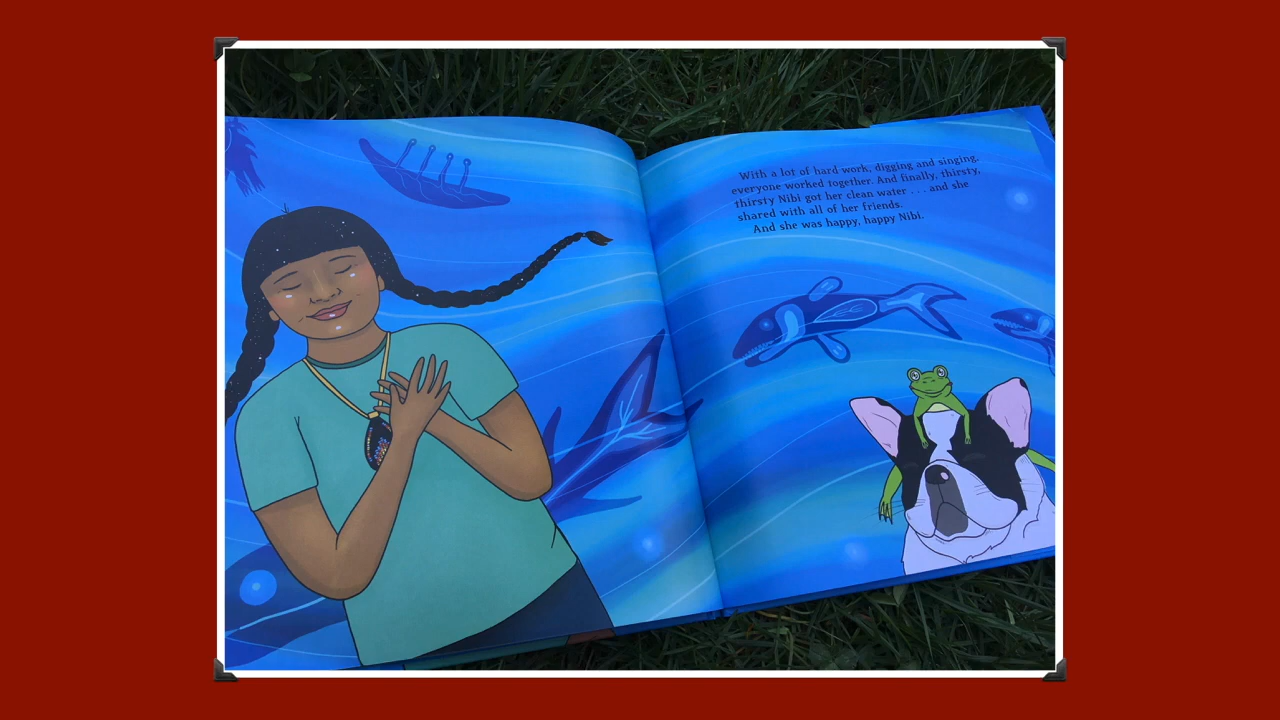 With a lot of hard work, digging and singing,
everyone worked together. And finally, thirsty,
thirsty Nibi got her clean water . . . and she
shared with all of her friends.
And she was happy, happy Nibi.